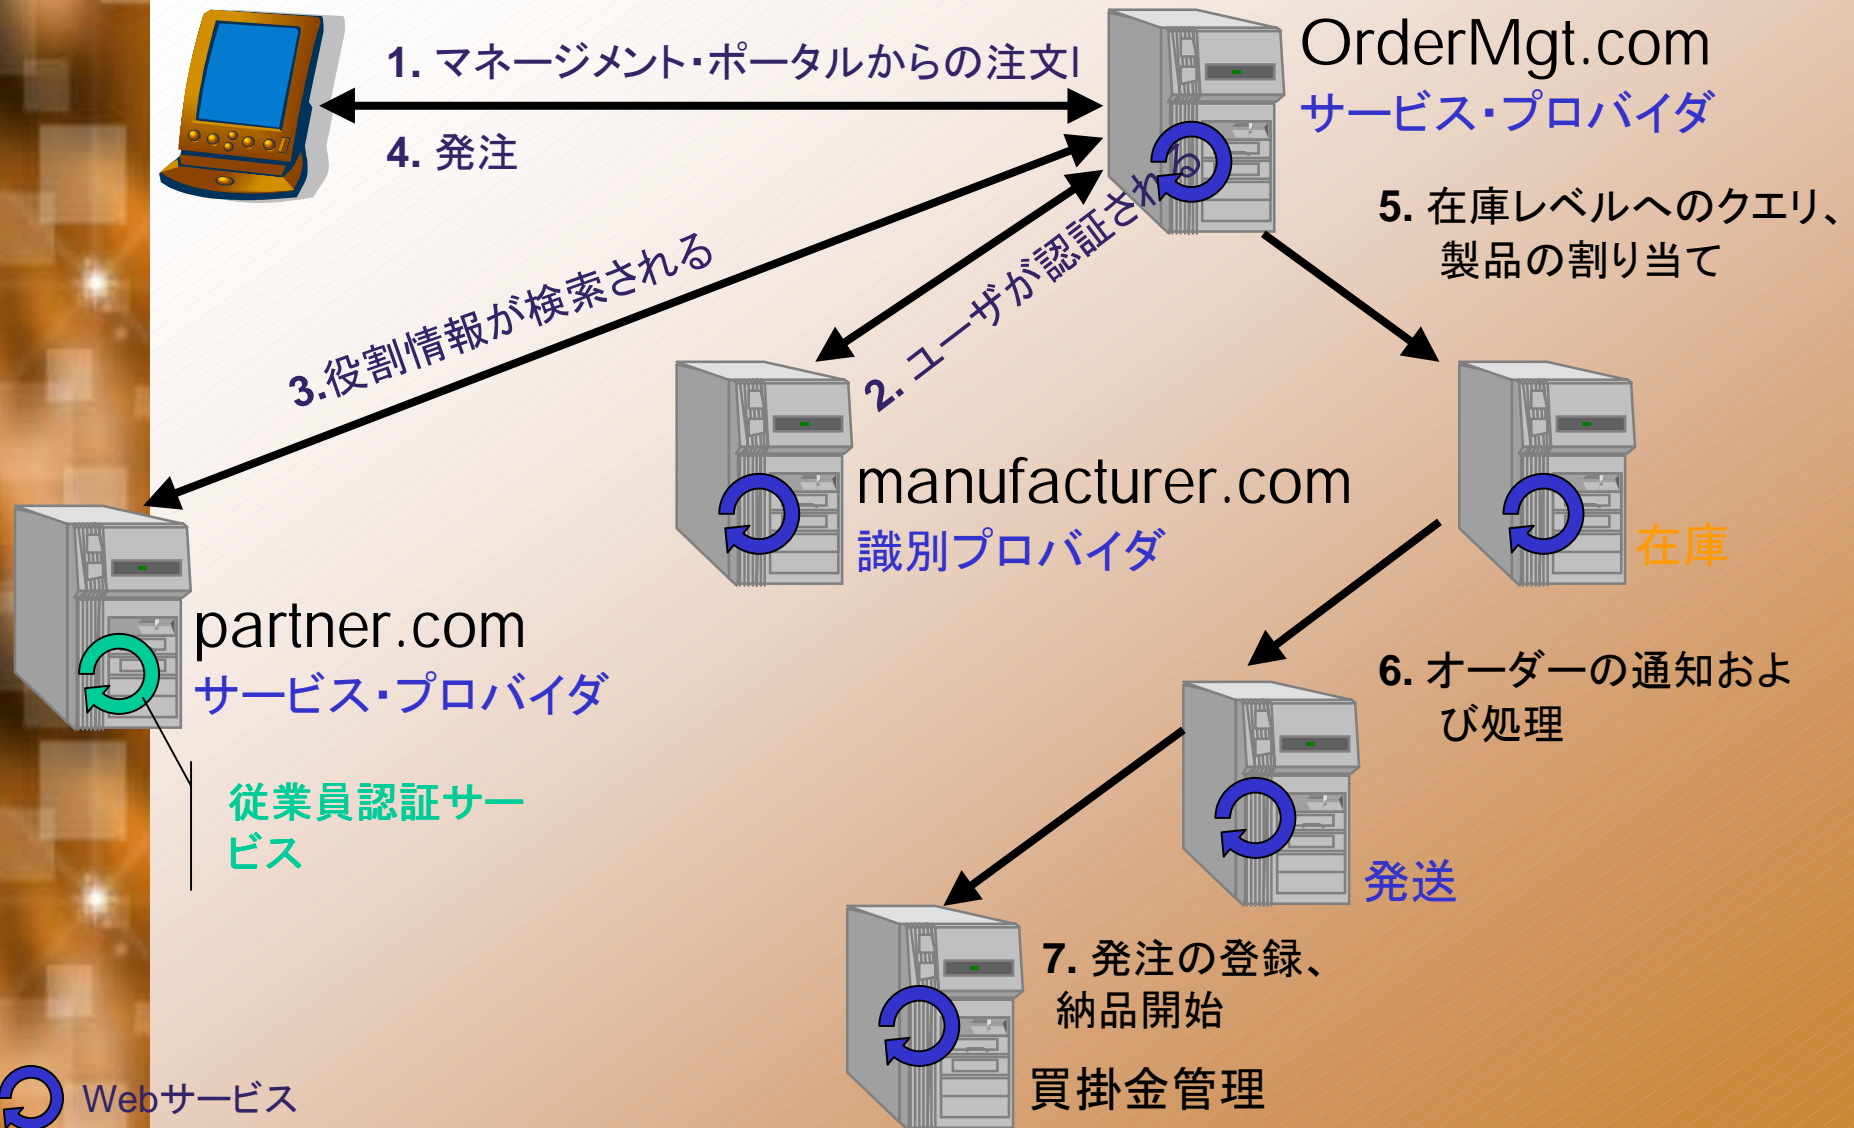 1. マネージメント・ポータルからの注文l
4. 発注
OrderMgt.com
サービス・プロバイダ
5. 在庫レベルへのクエリ、
製品の割り当て
3.役割情報が検索される
2. ユーザが認証される
manufacturer.com
識別プロバイダ
在庫
partner.com
サービス・プロバイダ
6. オーダーの通知およ
び処理
従業員認証サー
ビス
発送
7. 発注の登録、
納品開始
買掛金管理
Webサービス